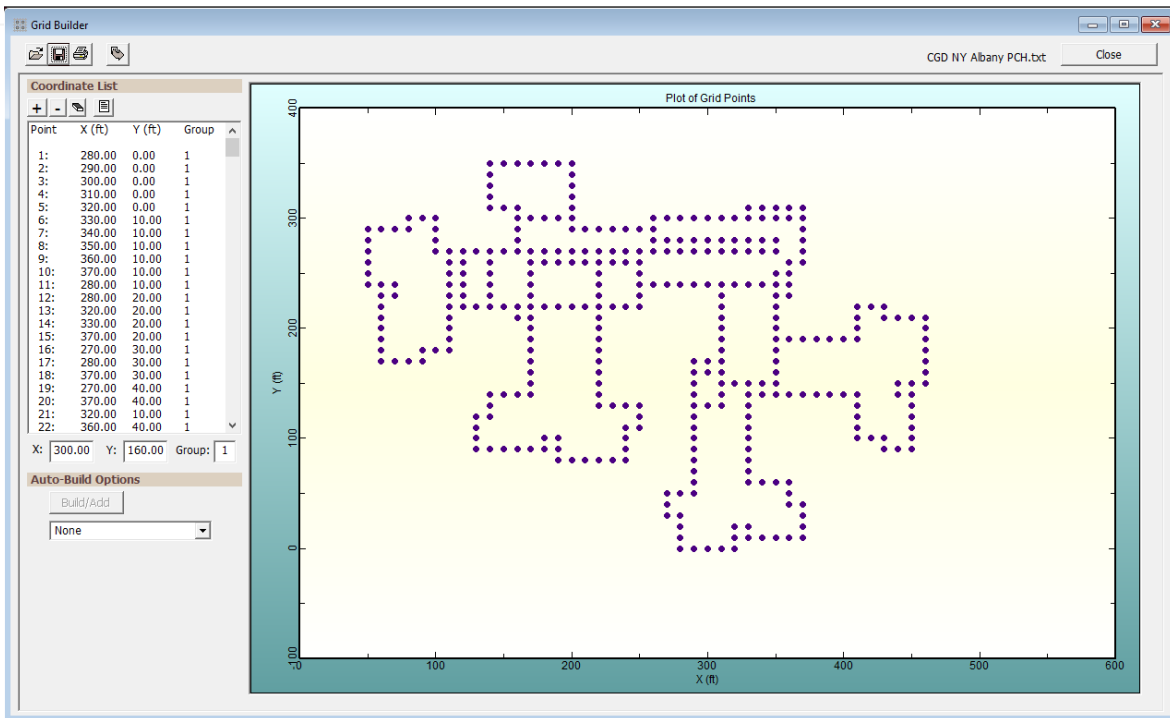 Grid Builder
CGD NY Albany PCH.txt
Close
Coordinate List
+ -
Point X (ft) Y (ft) Group
1: 280.00 0.00 1
2: 290.00 0.00 1
3: 300.00 0.00 1
4: 310.00 0.00 1
5: 320.00 0.00 1
6: 330.00 10.00 1
7: 340.00 10.00 1
8: 350.00 10.00 1
9: 360.00 10.00 1
10: 370.00 10.00 1
11: 280.00 10.00 1
12: 280.00 20.00 1
13: 320.00 20.00 1
14: 330.00 20.00 1
15: 370.00 20.00 1
16: 270.00 30.00 1
17: 280.00 30.00 1
18: 370.00 30.00 1
19: 270.00 40.00 1
20: 370.00 40.00 1
21: 320.00 10.00 1
22: 360.00 40.00 1
X: 300.00 Y: 160.00 Group: 1
Auto-Build Options
Build/Add
None
Plot of Grid Points
400
300
200
100
0
-100
Y (ft)
0 100 200 300 400 500 600
X (ft)